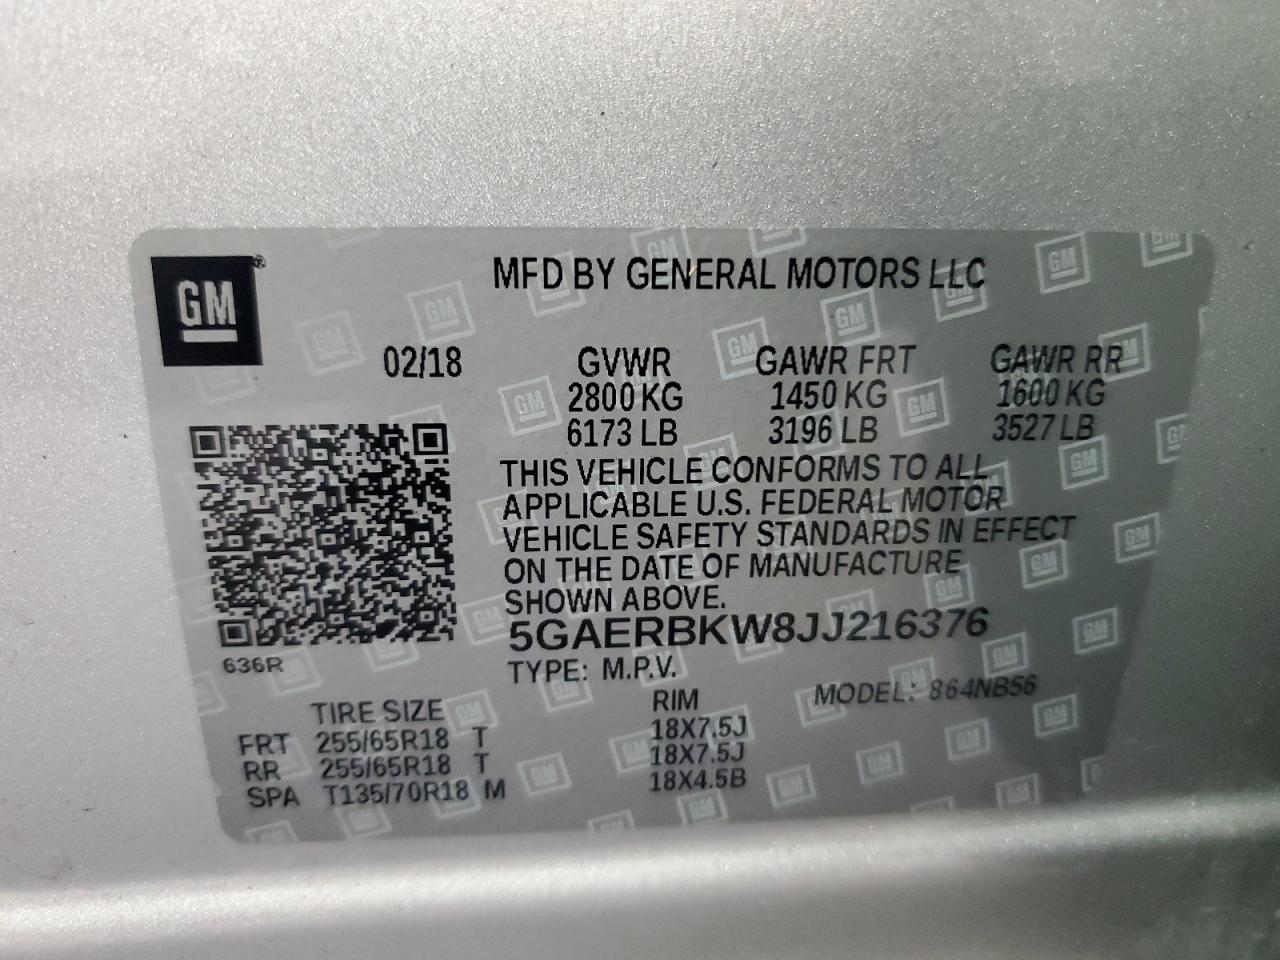 GM®
MFD BY GENERAL MOTORS LLC
02/18 GVWR GAWR FRT GAWR RR
2800 KG 1450 KG 1600 KG
6173 LB 3196 LB 3527 LB
THIS VEHICLE CONFORMS TO ALL
APPLICABLE U.S. FEDERAL MOTOR
VEHICLE SAFETY STANDARDS IN EFFECT
ON THE DATE OF MANUFACTURE
SHOWN ABOVE.
5GAERBKW8JJ216376
636R
TYPE: M.P.V.
MODEL: 864NB56
TIRE SIZE RIM
FRT 255/65R18 T 18X7.5J
RR 255/65R18 T 18X7.5J
SPA T135/70R18 M 18X4.5B